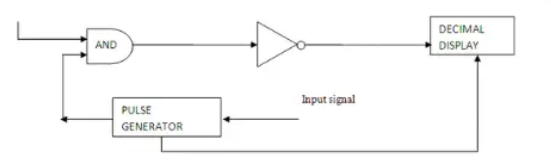 DECIMAL
DISPLAY
AND
Input signal
PULSE
GENERATOR